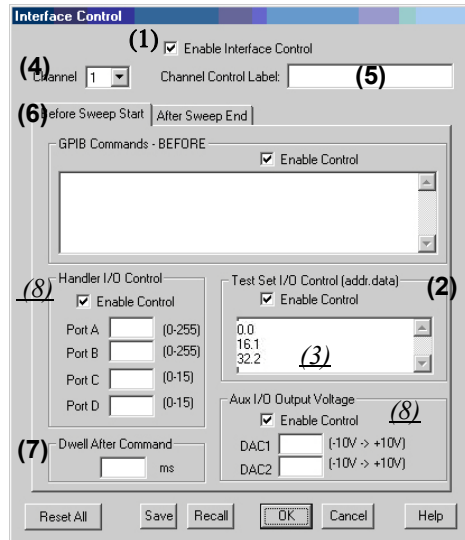 Interface Control
(1) Enable Interface Control
(4) Channel 1 Channel Control Label: (5)
(6) Before Sweep Start After Sweep End
GPIB Commands - BEFORE
Enable Control
Handler I/O Control
(8) Enable Control
Port A (0-255)
Port B (0-255)
Port C (0-15)
Port D (0-15)
Test Set I/O Control (addr.data) (2)
Enable Control
0.0
16.1
32.2
(3)
Aux I/O Output Voltage
Enable Control (8)
DAC1 (-10V -> +10V)
DAC2 (-10V -> +10V)
(7) Dwell After Command
ms
Reset All Save Recall OK Cancel Help